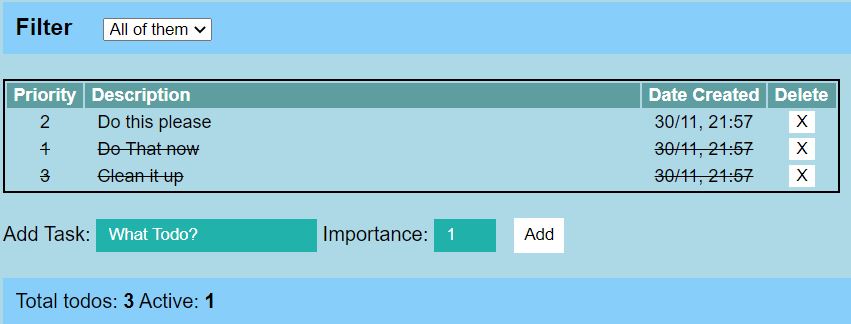 Filter All of them
Priority Description Date Created Delete
2 Do this please 30/11, 21:57 X
1 Do That now 30/11, 21:57 X
3 Clean it up 30/11, 21:57 X
Add Task: What Todo? Importance: 1 Add
Total todos: 3 Active: 1